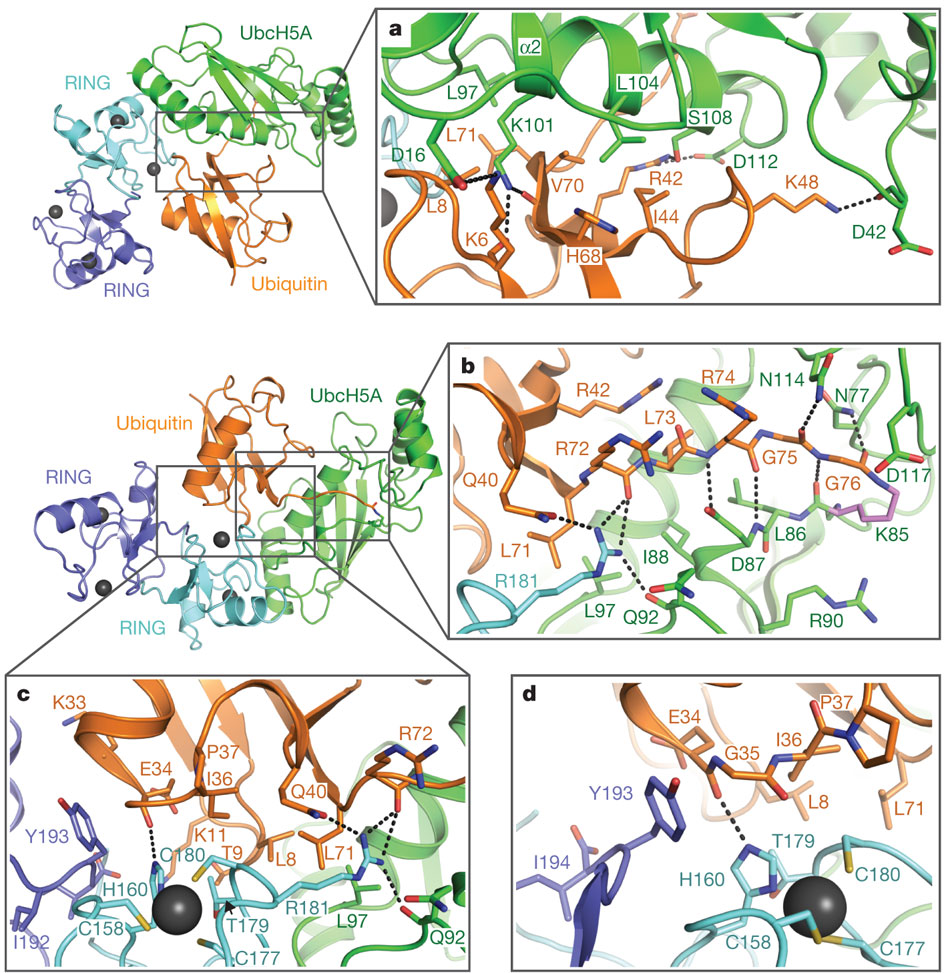 UbcH5A
RING
RING
Ubiquitin
a
α2
L97
L104
K101
S108
L71
D16
D112
V70
R42
K48
L8
I44
K6
H68
D42
UbcH5A
Ubiquitin
RING
RING
b
N114
R74
N77
R42
L73
R72
G75
D117
Q40
G76
L86
K85
L71
I88
D87
R181
L97
Q92
R90
c
K33
R72
P37
E34
I36
Q40
Y193
K11
C180
T9
L8
L71
H160
R181
C158
T179
L97
I192
C177
Q92
d
P37
E34
G35
I36
Y193
L8
L71
T179
I194
C180
H160
C158
C177